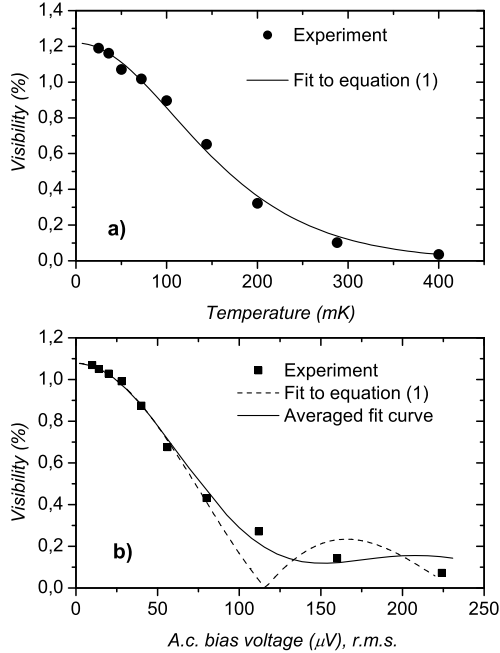 1,4
1,2
1,0
0,8
0,6
0,4
0,2
0,0
Visibility (%)
Experiment
Fit to equation (1)
a)
0 100 200 300 400
Temperature (mK)
1,2
1,0
0,8
0,6
0,4
0,2
0,0
Visibility (%)
Experiment
Fit to equation (1)
Averaged fit curve
b)
0 50 100 150 200 250
A.c. bias voltage (μV), r.m.s.